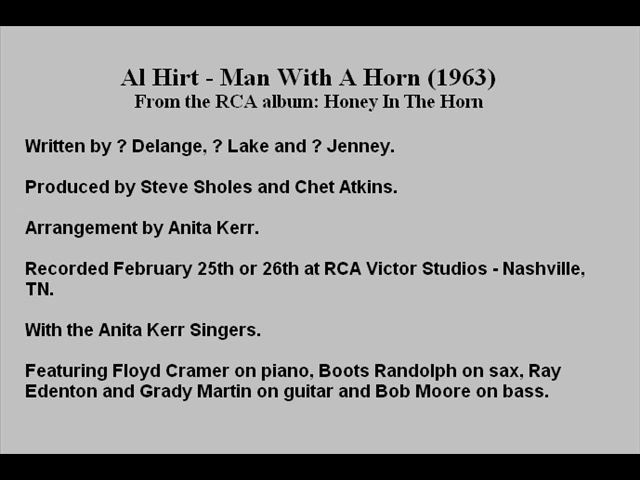 Al Hirt - Man With A Horn (1963)
From the RCA album: Honey In The Horn
Written by ? Delange, ? Lake and ? Jenney.
Produced by Steve Sholes and Chet Atkins.
Arrangement by Anita Kerr.
Recorded February 25th or 26th at RCA Victor Studios - Nashville,
TN.
With the Anita Kerr Singers.
Featuring Floyd Cramer on piano, Boots Randolph on sax, Ray
Edenton and Grady Martin on guitar and Bob Moore on bass.